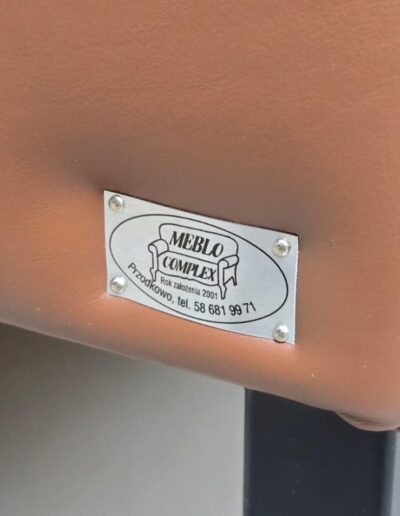 MEBLO
COMPLEX
Rok założenia 2001
Przodkowo, tel. 58 681 99 71